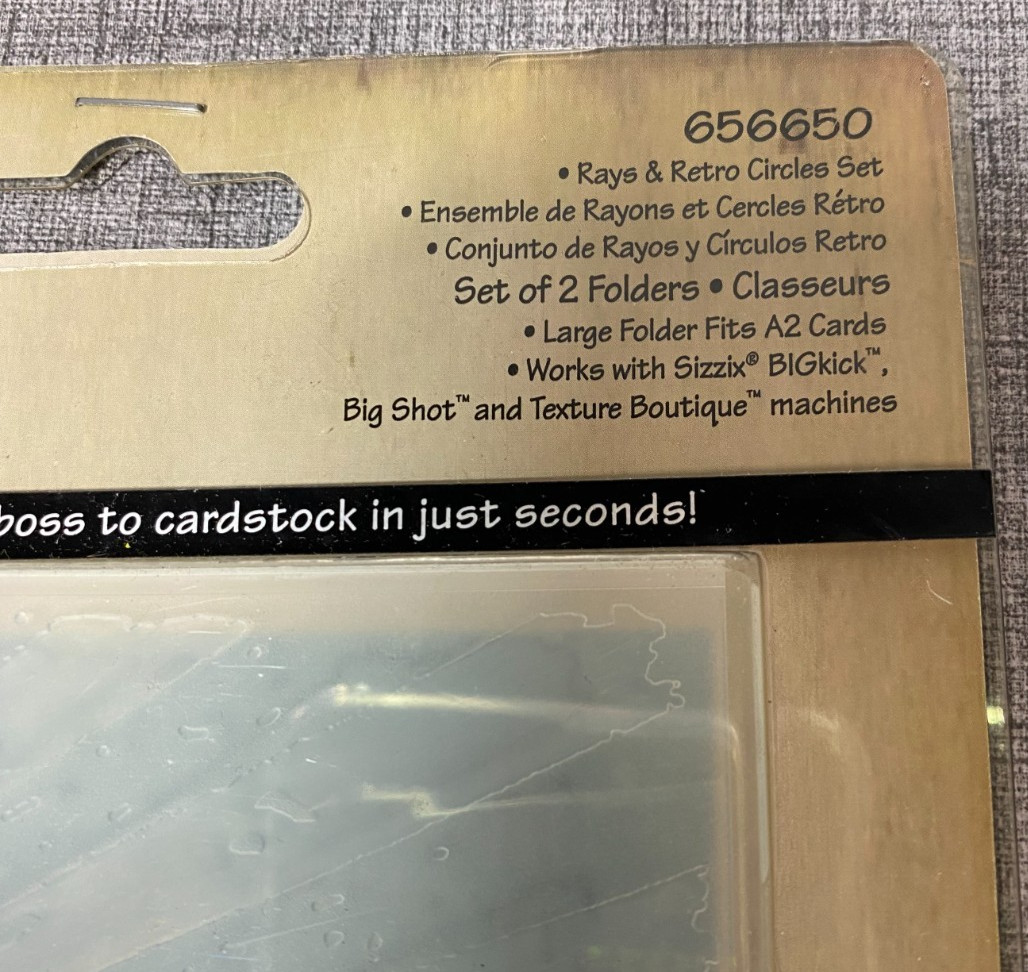 656650
• Rays & Retro Circles Set
• Ensemble de Rayons et Cercles Rétro
• Conjunto de Rayos y Círculos Retro
Set of 2 Folders • Classeurs
• Large Folder Fits A2 Cards
• Works with Sizzix® BIGkick™,
Big Shot™ and Texture Boutique™ machines
to cardstock in just seconds!